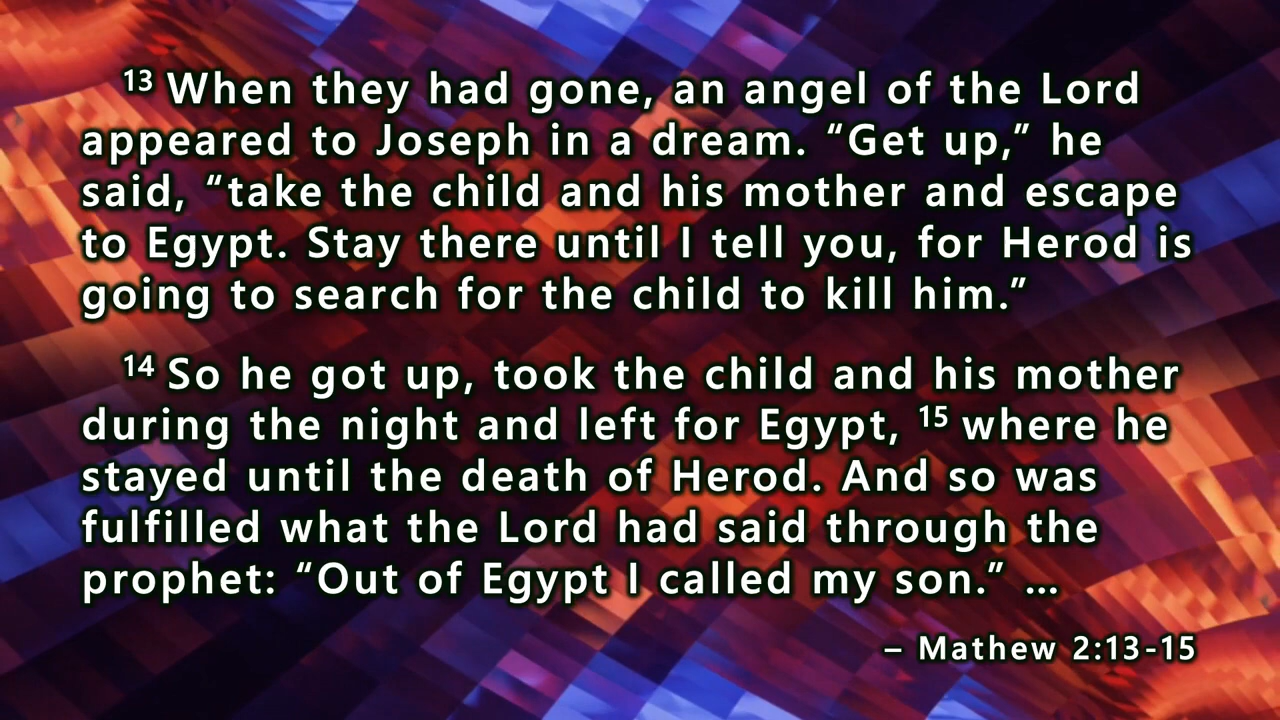 ¹³ When they had gone, an angel of the Lord
appeared to Joseph in a dream. “Get up,” he
said, “take the child and his mother and escape
to Egypt. Stay there until I tell you, for Herod is
going to search for the child to kill him.”
¹⁴ So he got up, took the child and his mother
during the night and left for Egypt, ¹⁵ where he
stayed until the death of Herod. And so was
fulfilled what the Lord had said through the
prophet: “Out of Egypt I called my son.” …
– Mathew 2:13-15